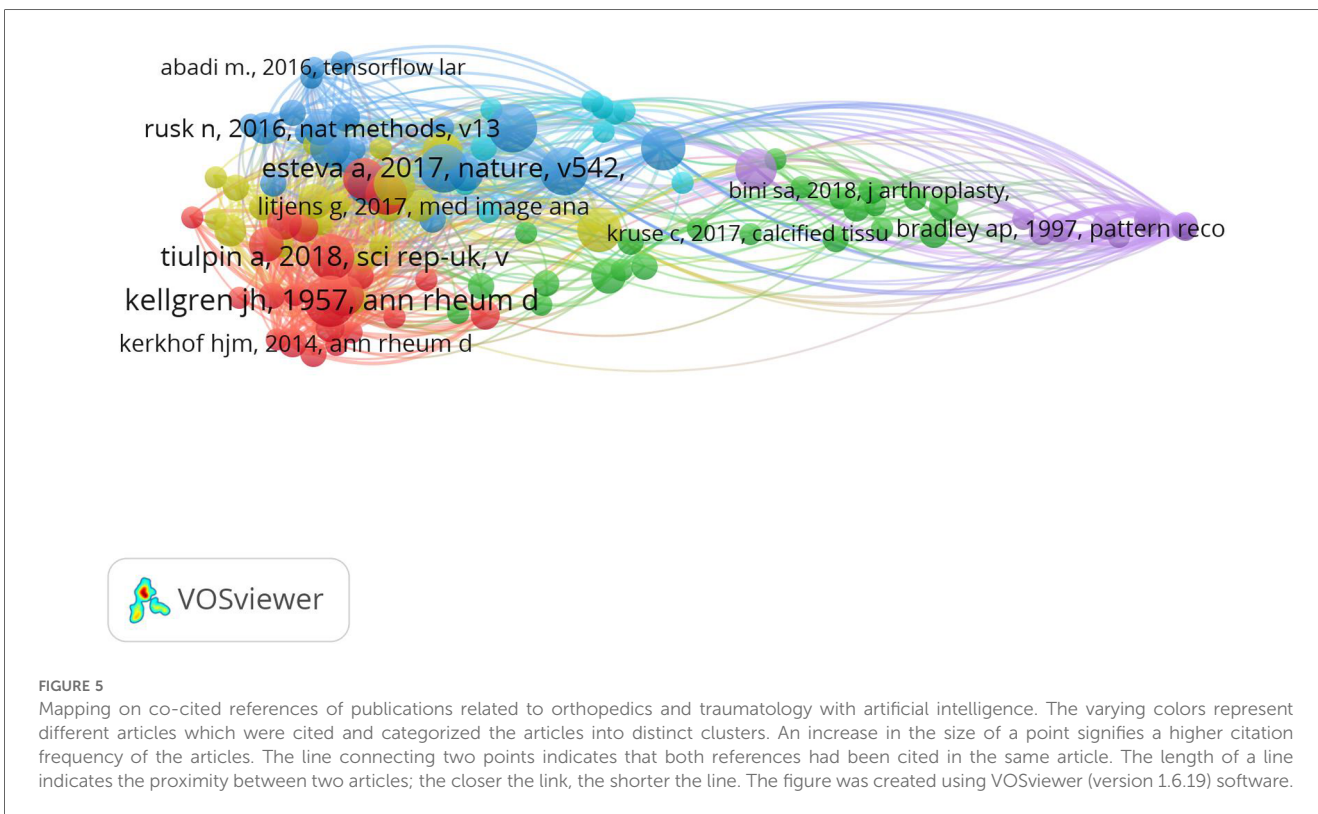 abadi m., 2016, tensorflow lar
rusk n, 2016, nat methods, v13
esteva a, 2017, nature, v542,
bini sa, 2018, j arthroplasty,
litjens g, 2017, med image ana
kruse c, 2017, calcified tissu
bradley ap, 1997, pattern reco
tiulpin a, 2018, sci rep-uk, v
kellgren jh, 1957, ann rheum d
kerkhof hjm, 2014, ann rheum d
VOSviewer
FIGURE 5
Mapping on co-cited references of publications related to orthopedics and traumatology with artificial intelligence. The varying colors represent
different articles which were cited and categorized the articles into distinct clusters. An increase in the size of a point signifies a higher citation
frequency of the articles. The line connecting two points indicates that both references had been cited in the same article. The length of a line
indicates the proximity between two articles; the closer the link, the shorter the line. The figure was created using VOSviewer (version 1.6.19) software.